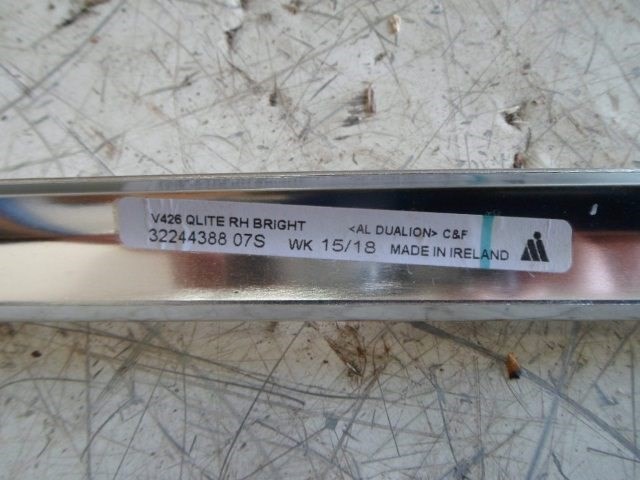 V426 QLITE RH BRIGHT <AL DUALION> C&F
32244388 07S WK 15/18 MADE IN IRELAND